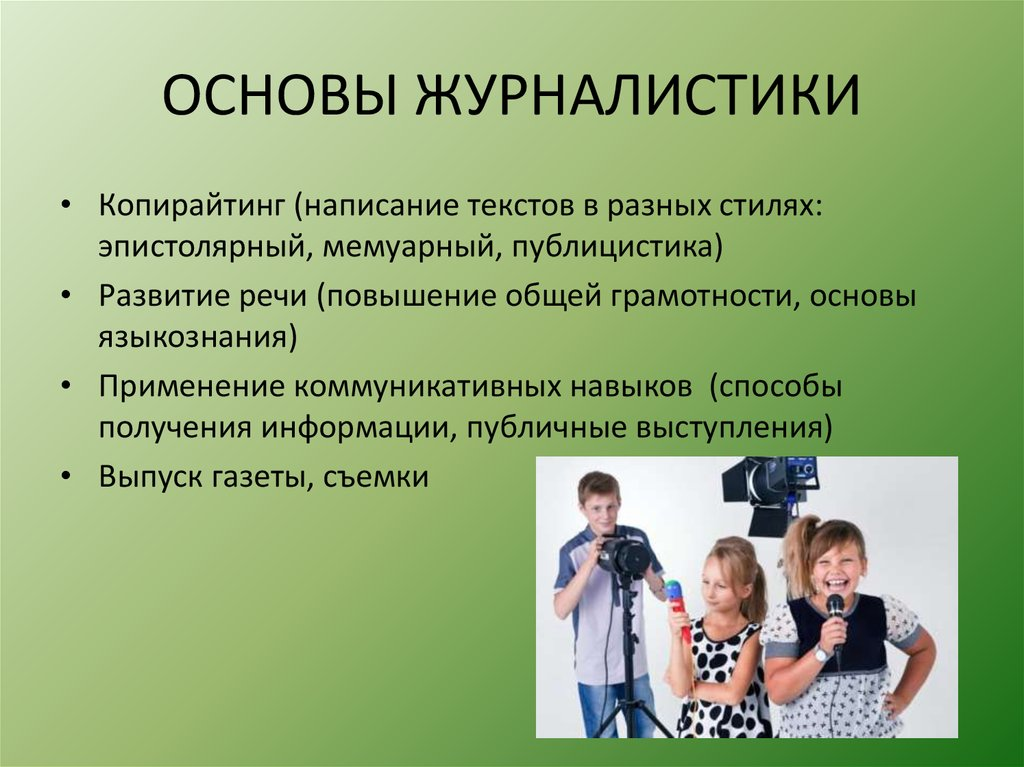 ОСНОВЫ ЖУРНАЛИСТИКИ
• Копирайтинг (написание текстов в разных стилях:
эпистолярный, мемуарный, публицистика)
• Развитие речи (повышение общей грамотности, основы
языкознания)
• Применение коммуникативных навыков  (способы
получения информации, публичные выступления)
• Выпуск газеты, съемки